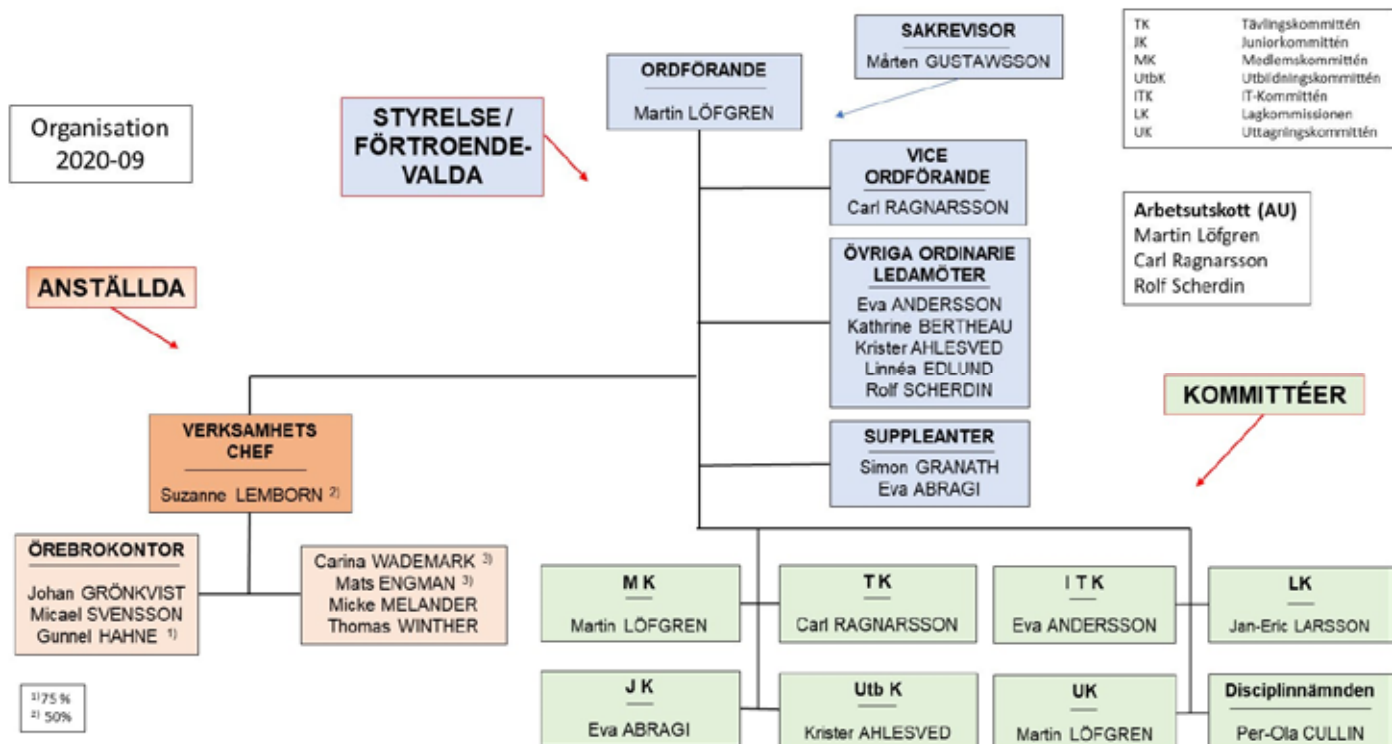 Organisation
2020-09
STYRELSE /
FÖRTROENDE-
VALDA
ORDFÖRANDE
Martin LÖFGREN
SAKREVISOR
Mårten GUSTAWSSON
TK Tävlingskommittén
JK Juniorkommittén
MK Medlemskommittén
UtbK Utbildningskommittén
ITK IT-Kommittén
LK Lagkommissionen
UK Uttagningskommittén
VICE
ORDFÖRANDE
Carl RAGNARSSON
Arbetsutskott (AU)
Martin Löfgren
Carl Ragnarsson
Rolf Scherdin
ÖVRIGA ORDINARIE
LEDAMÖTER
Eva ANDERSSON
Kathrine BERTHEAU
Krister AHLESVED
Linnéa EDLUND
Rolf SCHERDIN
ANSTÄLLDA
KOMMITTÉER
SUPPLEANTER
Simon GRANATH
Eva ABRAGI
VERKSAMHETS
CHEF
Suzanne LEMBORN 2)
ÖREBROKONTOR
Johan GRÖNKVIST
Micael SVENSSON
Gunnel HAHNE 1)
Carina WADEMARK 3)
Mats ENGMAN 3)
Micke MELANDER
Thomas WINTHER
M K
Martin LÖFGREN
T K
Carl RAGNARSSON
I T K
Eva ANDERSSON
LK
Jan-Eric LARSSON
J K
Eva ABRAGI
Utb K
Krister AHLESVED
UK
Martin LÖFGREN
Disciplinnämnden
Per-Ola CULLIN
1) 75 %
2) 50%